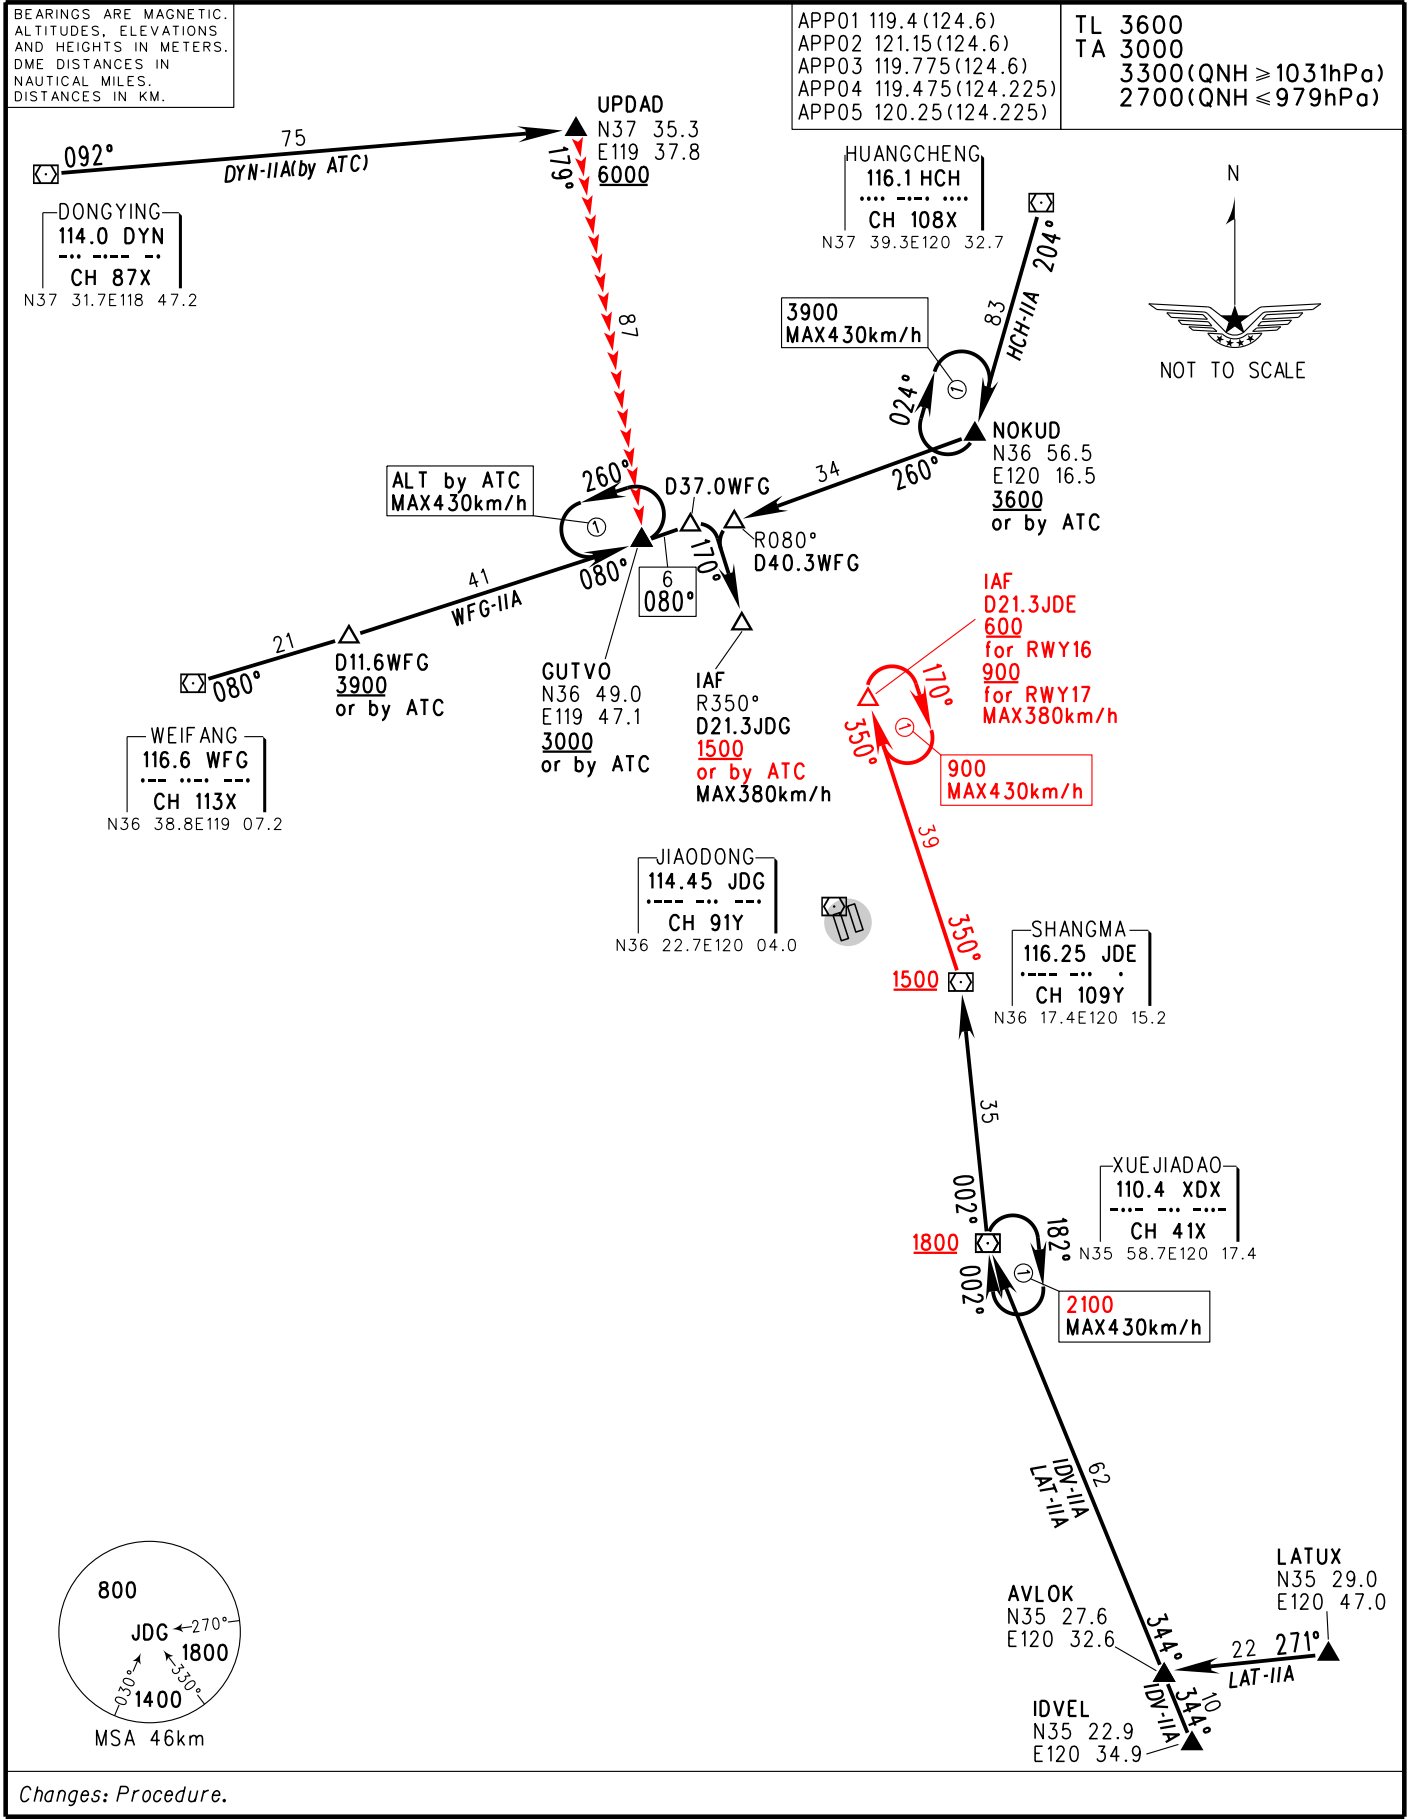 BEARINGS ARE MAGNETIC.
ALTITUDES, ELEVATIONS
AND HEIGHTS IN METERS.
DME DISTANCES IN
NAUTICAL MILES.
DISTANCES IN KM.
APP01 119.4(124.6)
APP02 121.15(124.6)
APP03 119.775(124.6)
APP04 119.475(124.225)
APP05 120.25(124.225)
TL 3600
TA 3000
3300(QNH ≥1031hPa)
2700(QNH ≤979hPa)
UPDAD
N37 35.3
E119 37.8
6000
75
092°
DYN-11A(by ATC)
179°
DONGYING
114.0 DYN
-·· -·-- -·
CH 87X
N37 31.7E118 47.2
HUANGCHENG
116.1 HCH
···· -·-· ····
CH 108X
N37 39.3E120 32.7
204°
83
HCH-11A
N
NOT TO SCALE
87
3900
MAX430km/h
1
024°
NOKUD
N36 56.5
E120 16.5
3600
or by ATC
34
260°
ALT by ATC
MAX430km/h
260°
1
D37.0WFG
R080°
D40.3WFG
170°
080°
6
080°
41
WFG-11A
21
080°
D11.6WFG
3900
or by ATC
WEIFANG
116.6 WFG
·-- ··-· --·
CH 113X
N36 38.8E119 07.2
GUTVO
N36 49.0
E119 47.1
3000
or by ATC
IAF
R350°
D21.3JDG
1500
or by ATC
MAX380km/h
IAF
D21.3JDE
600
for RWY16
900
for RWY17
MAX380km/h
170°
1
350°
900
MAX430km/h
39
350°
JIAODONG
114.45 JDG
·--- -·· --·
CH 91Y
N36 22.7E120 04.0
SHANGMA
116.25 JDE
·--- -·· ·
CH 109Y
N36 17.4E120 15.2
1500
35
002°
XUEJIADAO
110.4 XDX
-··- -·· -··-
CH 41X
N35 58.7E120 17.4
1800
182°
1
002°
2100
MAX430km/h
62
IDV-11A
LAT-11A
LATUX
N35 29.0
E120 47.0
AVLOK
N35 27.6
E120 32.6
344°
22
271°
LAT-11A
10
344°
IDV-11A
IDVEL
N35 22.9
E120 34.9
800
JDG
270°
1800
330°
030°
1400
MSA 46km
Changes: Procedure.